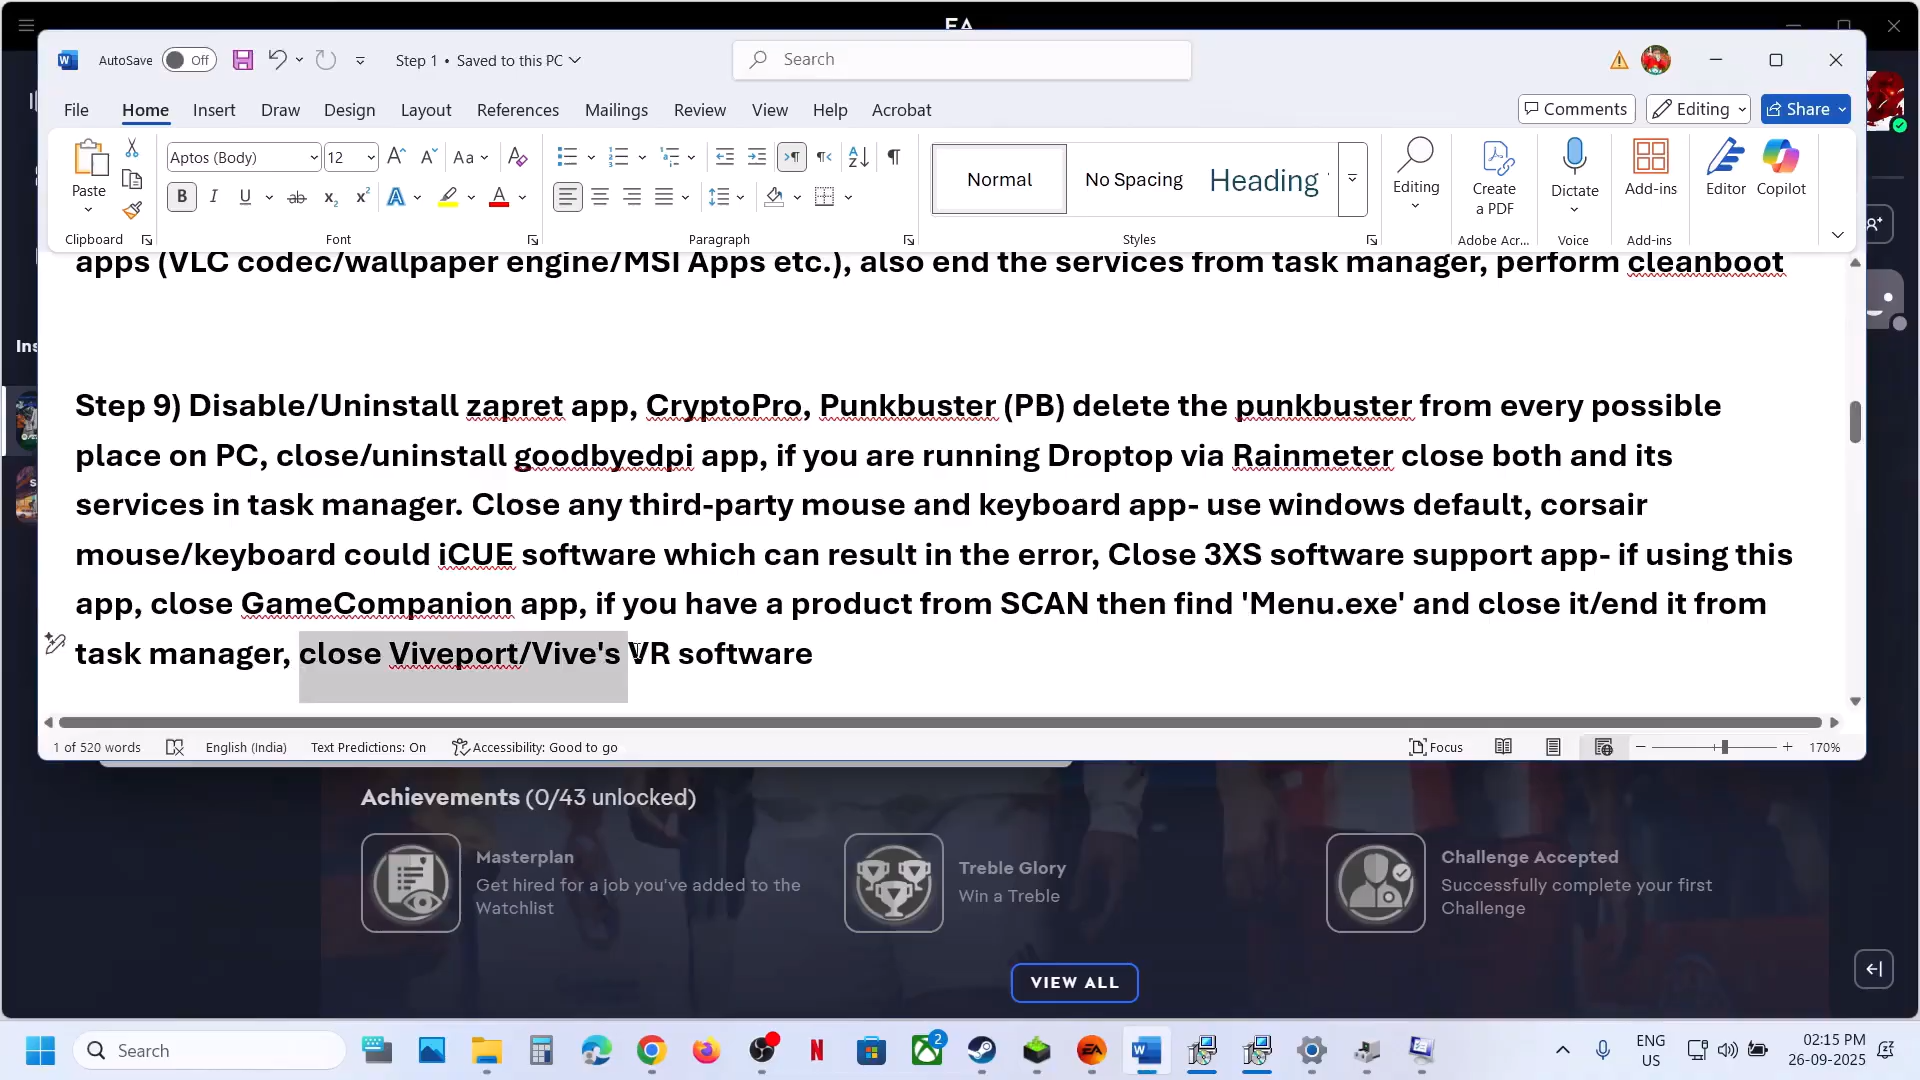 EA
AutoSave Off Step 1 • Saved to this PC Search
File Home Insert Draw Design Layout References Mailings Review View Help Acrobat Comments Editing Share
Paste Aptos (Body) 12 Aa Normal No Spacing Heading Editing Create a PDF Dictate Add-ins Editor Copilot
Clipboard Font Paragraph Styles Adobe Acr... Voice Add-ins
apps (VLC codec/wallpaper engine/MSI Apps etc.), also end the services from task manager, perform cleanboot
Step 9) Disable/Uninstall zapret app, CryptoPro, Punkbuster (PB) delete the punkbuster from every possible
place on PC, close/uninstall goodbyedpi app, if you are running Droptop via Rainmeter close both and its
services in task manager. Close any third-party mouse and keyboard app- use windows default, corsair
mouse/keyboard could iCUE software which can result in the error, Close 3XS software support app- if using this
app, close GameCompanion app, if you have a product from SCAN then find 'Menu.exe' and close it/end it from
task manager, close Viveport/Vive's VR software
1 of 520 words English (India) Text Predictions: On Accessibility: Good to go Focus 170%
Ins
Achievements (0/43 unlocked)
Masterplan
Get hired for a job you've added to the
Watchlist
Treble Glory
Win a Treble
Challenge Accepted
Successfully complete your first
Challenge
VIEW ALL
Search
2
ENG
US
02:15 PM
26-09-2025